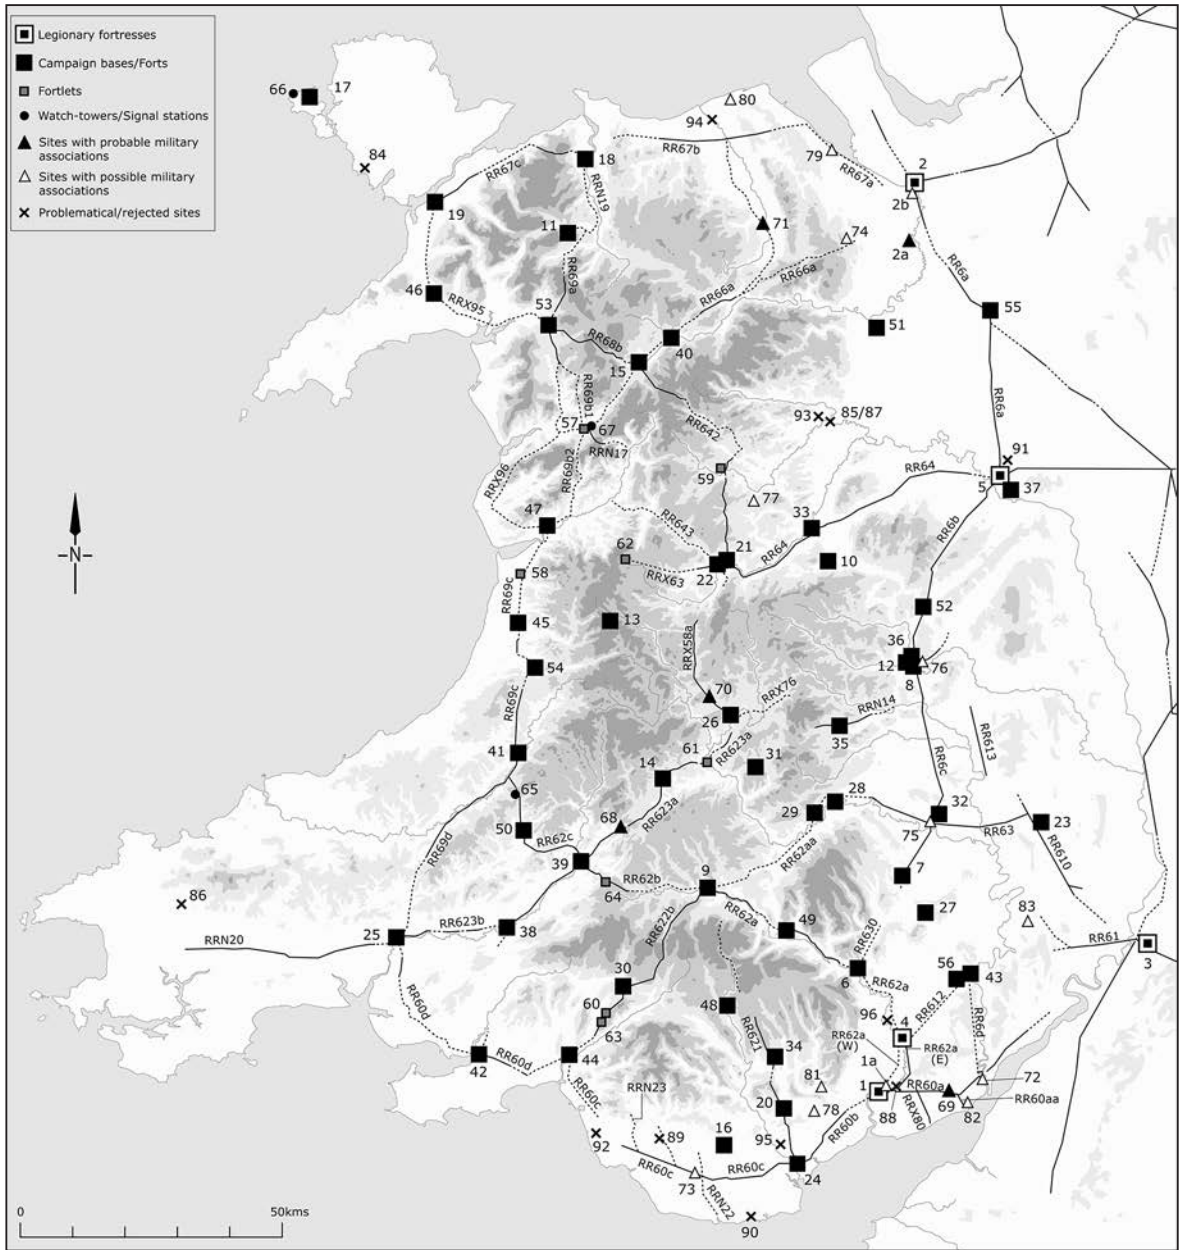 Legionary fortresses
Campaign bases/Forts
Fortlets
Watch-towers/Signal stations
Sites with probable military
associations
Sites with possible military
associations
Problematical/rejected sites
66
17
80
94
84
18
RR67b
79
RR67a
2
2b
RR67c
RRN19
19
11
71
74
2a
RR69a
RR66a
RR66a
RR6a
46
RRX95
53
55
51
RR68b
40
15
RR69b1
RR6a
93
85/87
57
67
RR642
RRN17
91
RR64
59
5
37
RRX96
RR69b2
77
47
33
RR6b
RR643
62
21
RR64
10
22
RRX63
58
RR69c
52
45
13
36
RRX58a
12
76
54
8
70
RRX76
RR69c
26
RRN14
35
RR613
RR623a
41
61
31
RR6c
14
65
28
68
RR623a
29
32
50
RR62c
75
RR63
23
RR69d
RR62aa
RR610
39
7
RR62b
9
64
86
27
83
RR62a
49
RR623b
RR622b
RR630
RRN20
25
38
RR61
3
56
43
30
6
RR62a
RR60d
60
48
96
RR612
RR6d
63
4
RR621
RR62a
(W)
RR62a
(E)
34
42
RR60d
44
1a
81
72
RRN23
1
RR60a
RR60c
20
78
RRX80
69
RR60aa
82
88
RR60b
16
92
89
95
RR60c
RR60c
24
73
RRN22
90
-N-
0
50kms